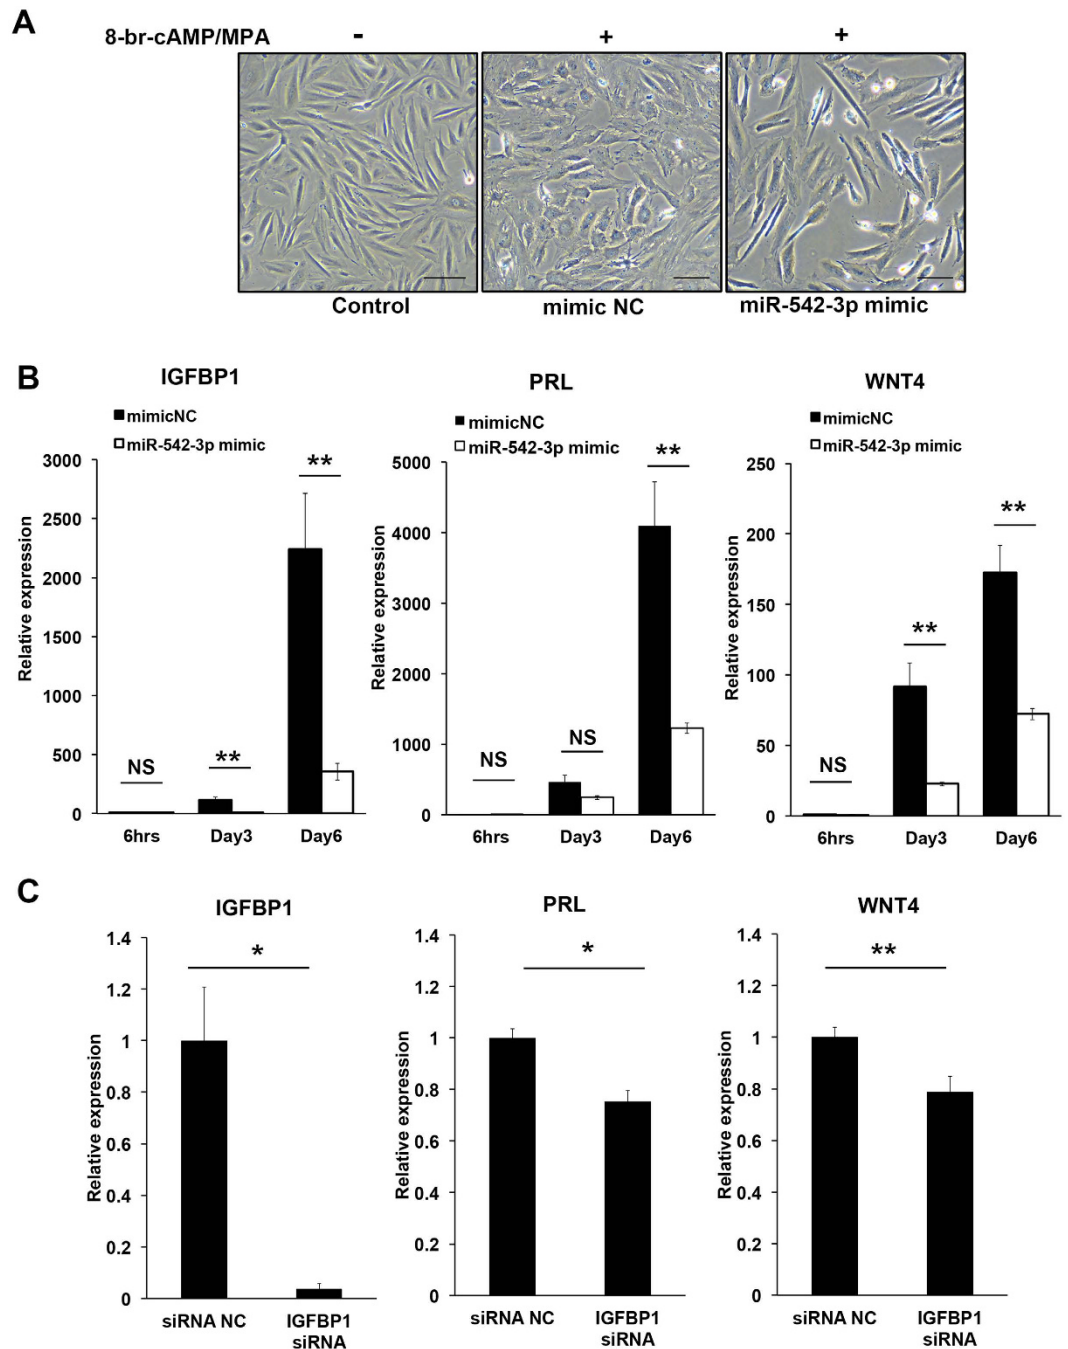 A
8-br-cAMP/MPA - + +
Control mimic NC miR-542-3p mimic
B
IGFBP1
mimicNC
miR-542-3p mimic
Relative expression
3000
2500
2000
1500
1000
500
0
NS
**
**
6hrs Day3 Day6
PRL
mimicNC
miR-542-3p mimic
Relative expression
5000
4000
3000
2000
1000
0
NS
NS
**
6hrs Day3 Day6
WNT4
mimicNC
miR-542-3p mimic
Relative expression
250
200
150
100
50
0
NS
**
**
6hrs Day3 Day6
C
IGFBP1
Relative expression
1.4
1.2
1
0.8
0.6
0.4
0.2
0
*
siRNA NC IGFBP1
siRNA
PRL
Relative expression
1.4
1.2
1
0.8
0.6
0.4
0.2
0
*
siRNA NC IGFBP1
siRNA
WNT4
Relative expression
1.4
1.2
1
0.8
0.6
0.4
0.2
0
**
siRNA NC IGFBP1
siRNA